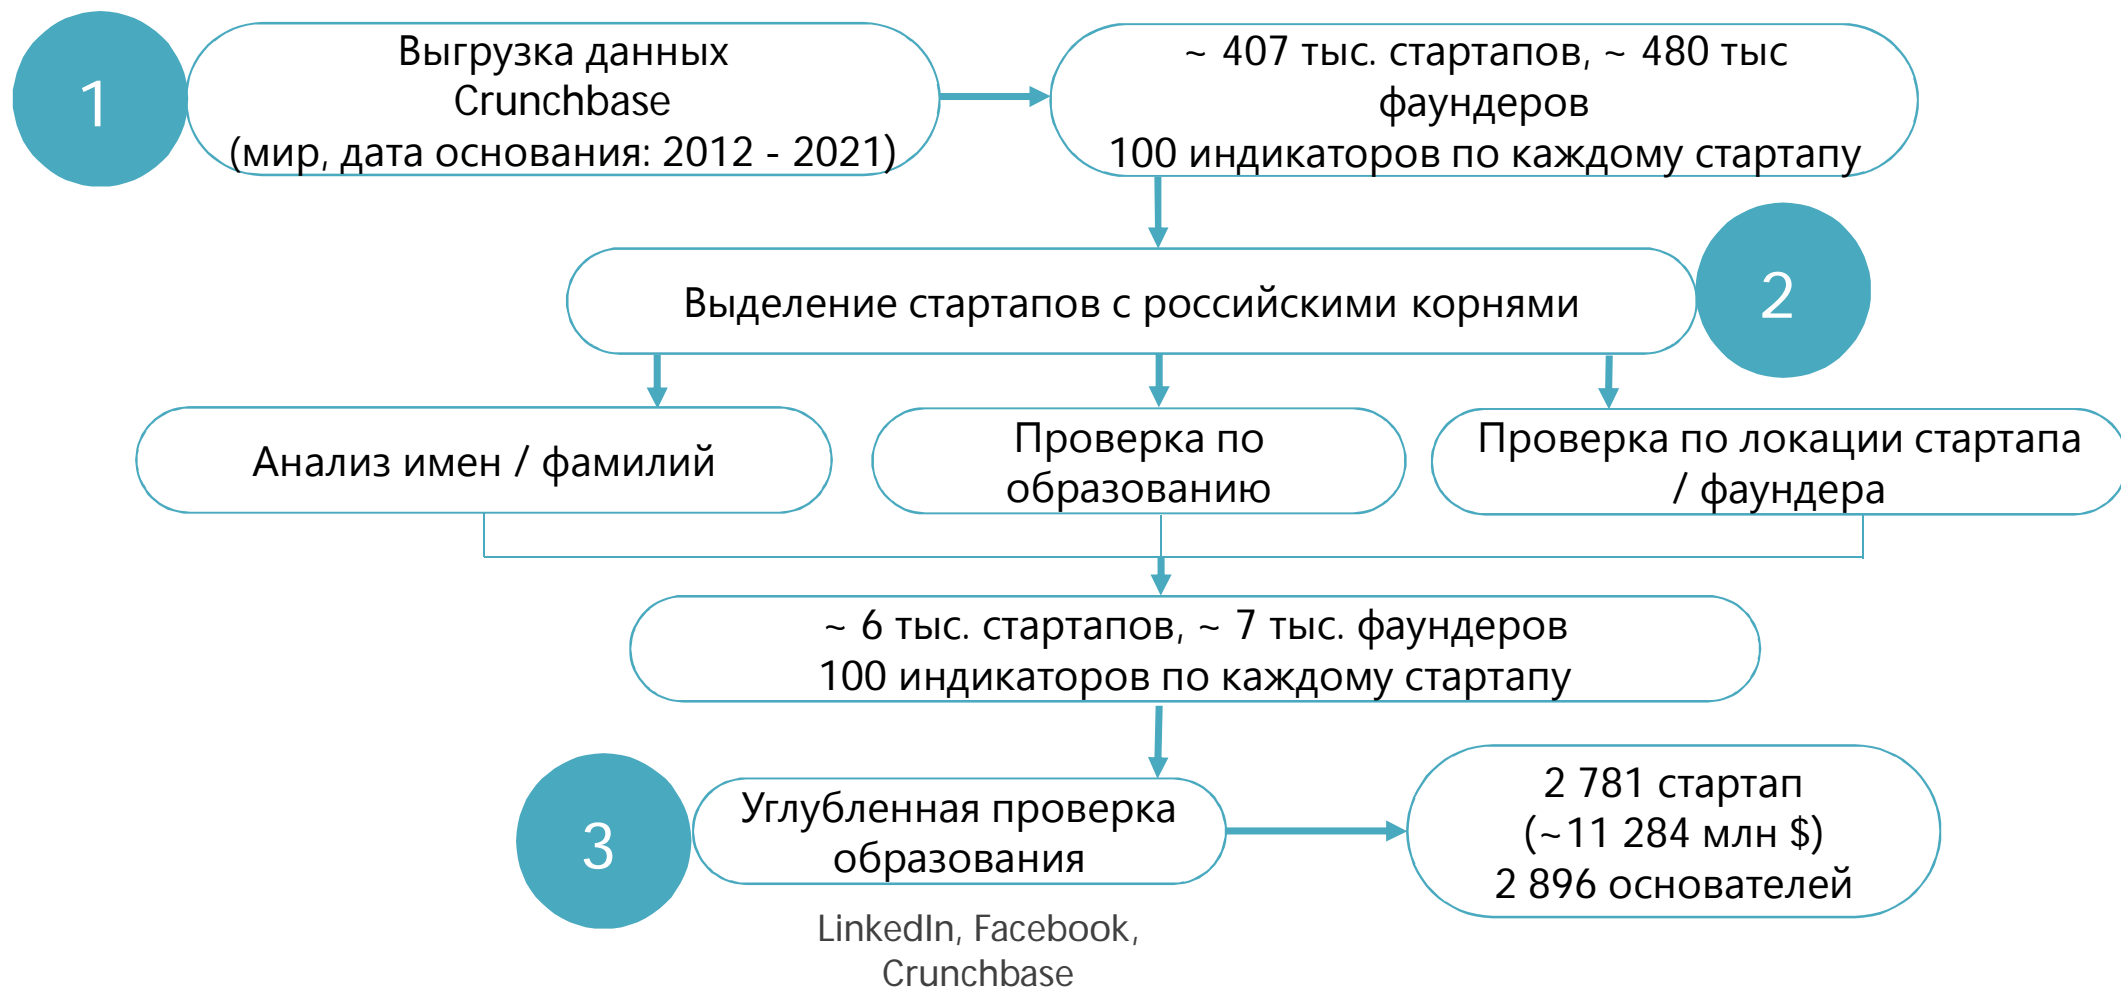 1
Выгрузка данных
Crunchbase
(мир, дата основания: 2012 - 2021)
~ 407 тыс. стартапов, ~ 480 тыс
фаундеров
100 индикаторов по каждому стартапу
Выделение стартапов с российскими корнями
2
Анализ имен / фамилий
Проверка по
образованию
Проверка по локации стартапа
/ фаундера
~ 6 тыс. стартапов, ~ 7 тыс. фаундеров
100 индикаторов по каждому стартапу
3
Углубленная проверка
образования
LinkedIn, Facebook,
Crunchbase
2 781 стартап
(~11 284 млн $)
2 896 основателей